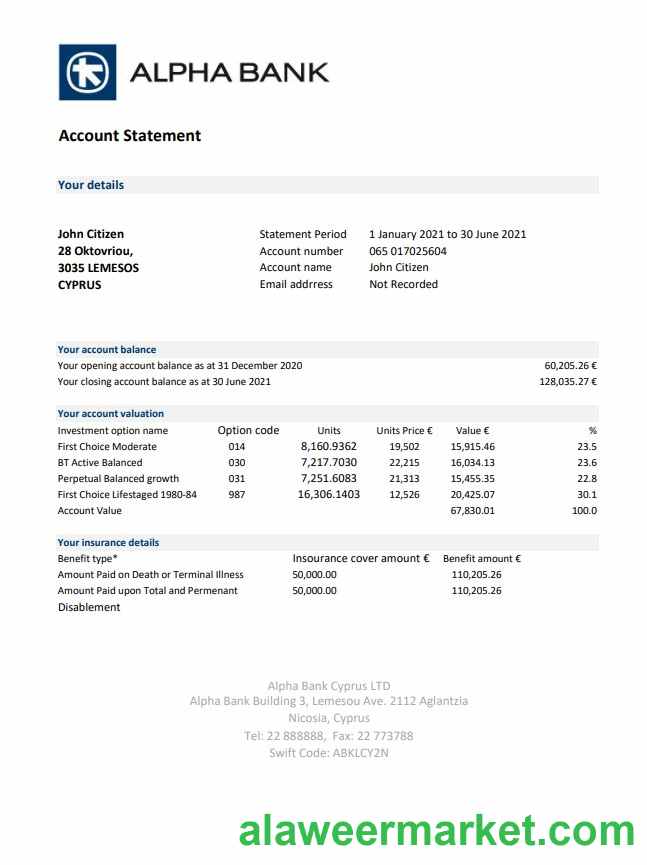 ALPHA BANK
Account Statement
Your details
John Citizen Statement Period 1 January 2021 to 30 June 2021
28 Oktovriou, Account number 065 017025604
3035 LEMESOS Account name John Citizen
CYPRUS Email addrress Not Recorded
Your account balance
Your opening account balance as at 31 December 2020 60,205.26 €
Your closing account balance as at 30 June 2021 128,035.27 €
Your account valuation
Investment option name Option code Units Units Price € Value € %
First Choice Moderate 014 8,160.9362 19,502 15,915.46 23.5
BT Active Balanced 030 7,217.7030 22,215 16,034.13 23.6
Perpetual Balanced growth 031 7,251.6083 21,313 15,455.35 22.8
First Choice Lifestaged 1980-84 987 16,306.1403 12,526 20,425.07 30.1
Account Value 67,830.01 100.0
Your insurance details
Benefit type* Insourance cover amount € Benefit amount €
Amount Paid on Death or Terminal Illness 50,000.00 110,205.26
Amount Paid upon Total and Permenant 50,000.00 110,205.26
Disablement
Alpha Bank Cyprus LTD
Alpha Bank Building 3, Lemesou Ave. 2112 Aglantzia
Nicosia, Cyprus
Tel: 22 888888, Fax: 22 773788
Swift Code: ABKLCY2N
alaweermarket.com